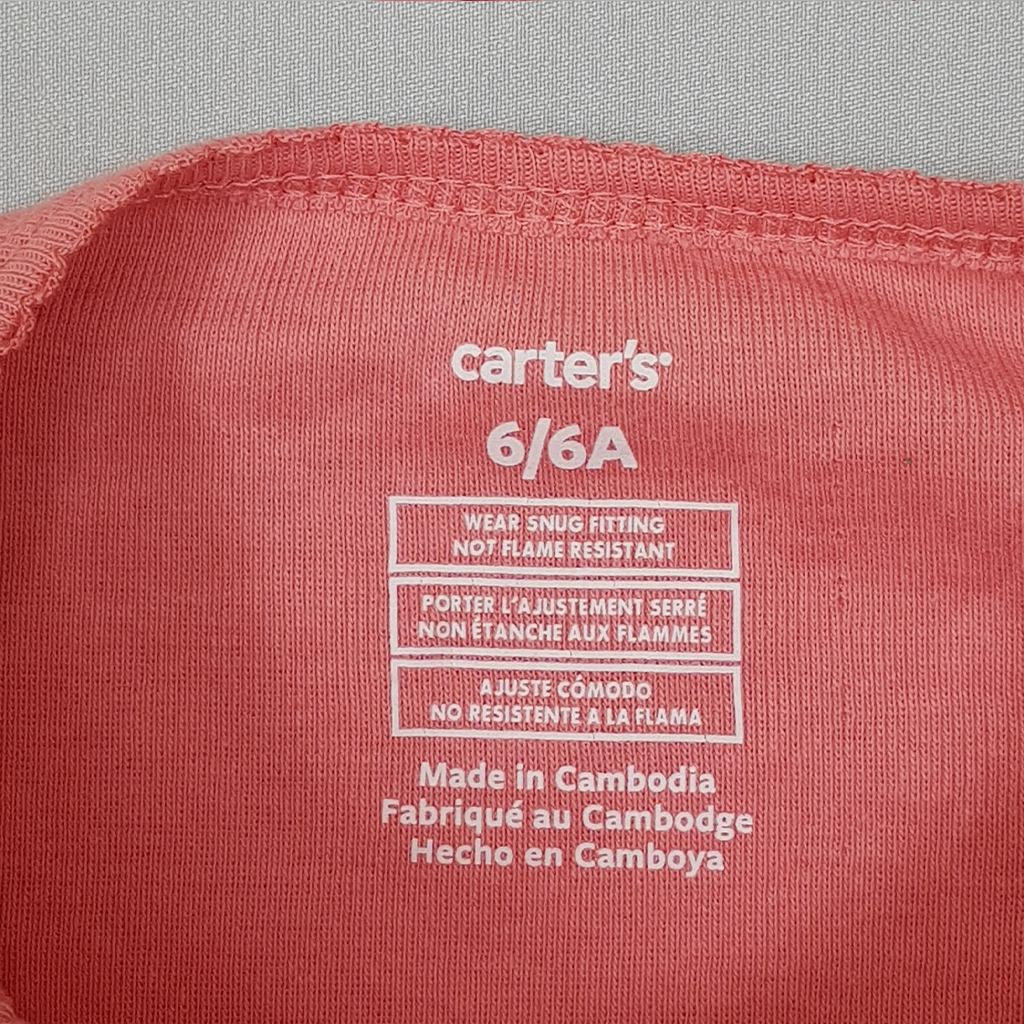 carter's
6/6A
WEAR SNUG FITTING
NOT FLAME RESISTANT
PORTER L'AJUSTEMENT SERRÉ
NON ÉTANCHE AUX FLAMMES
AJUSTE CÓMODO
NO RESISTENTE A LA FLAMA
Made in Cambodia
Fabriqué au Cambodge
Hecho en Camboya